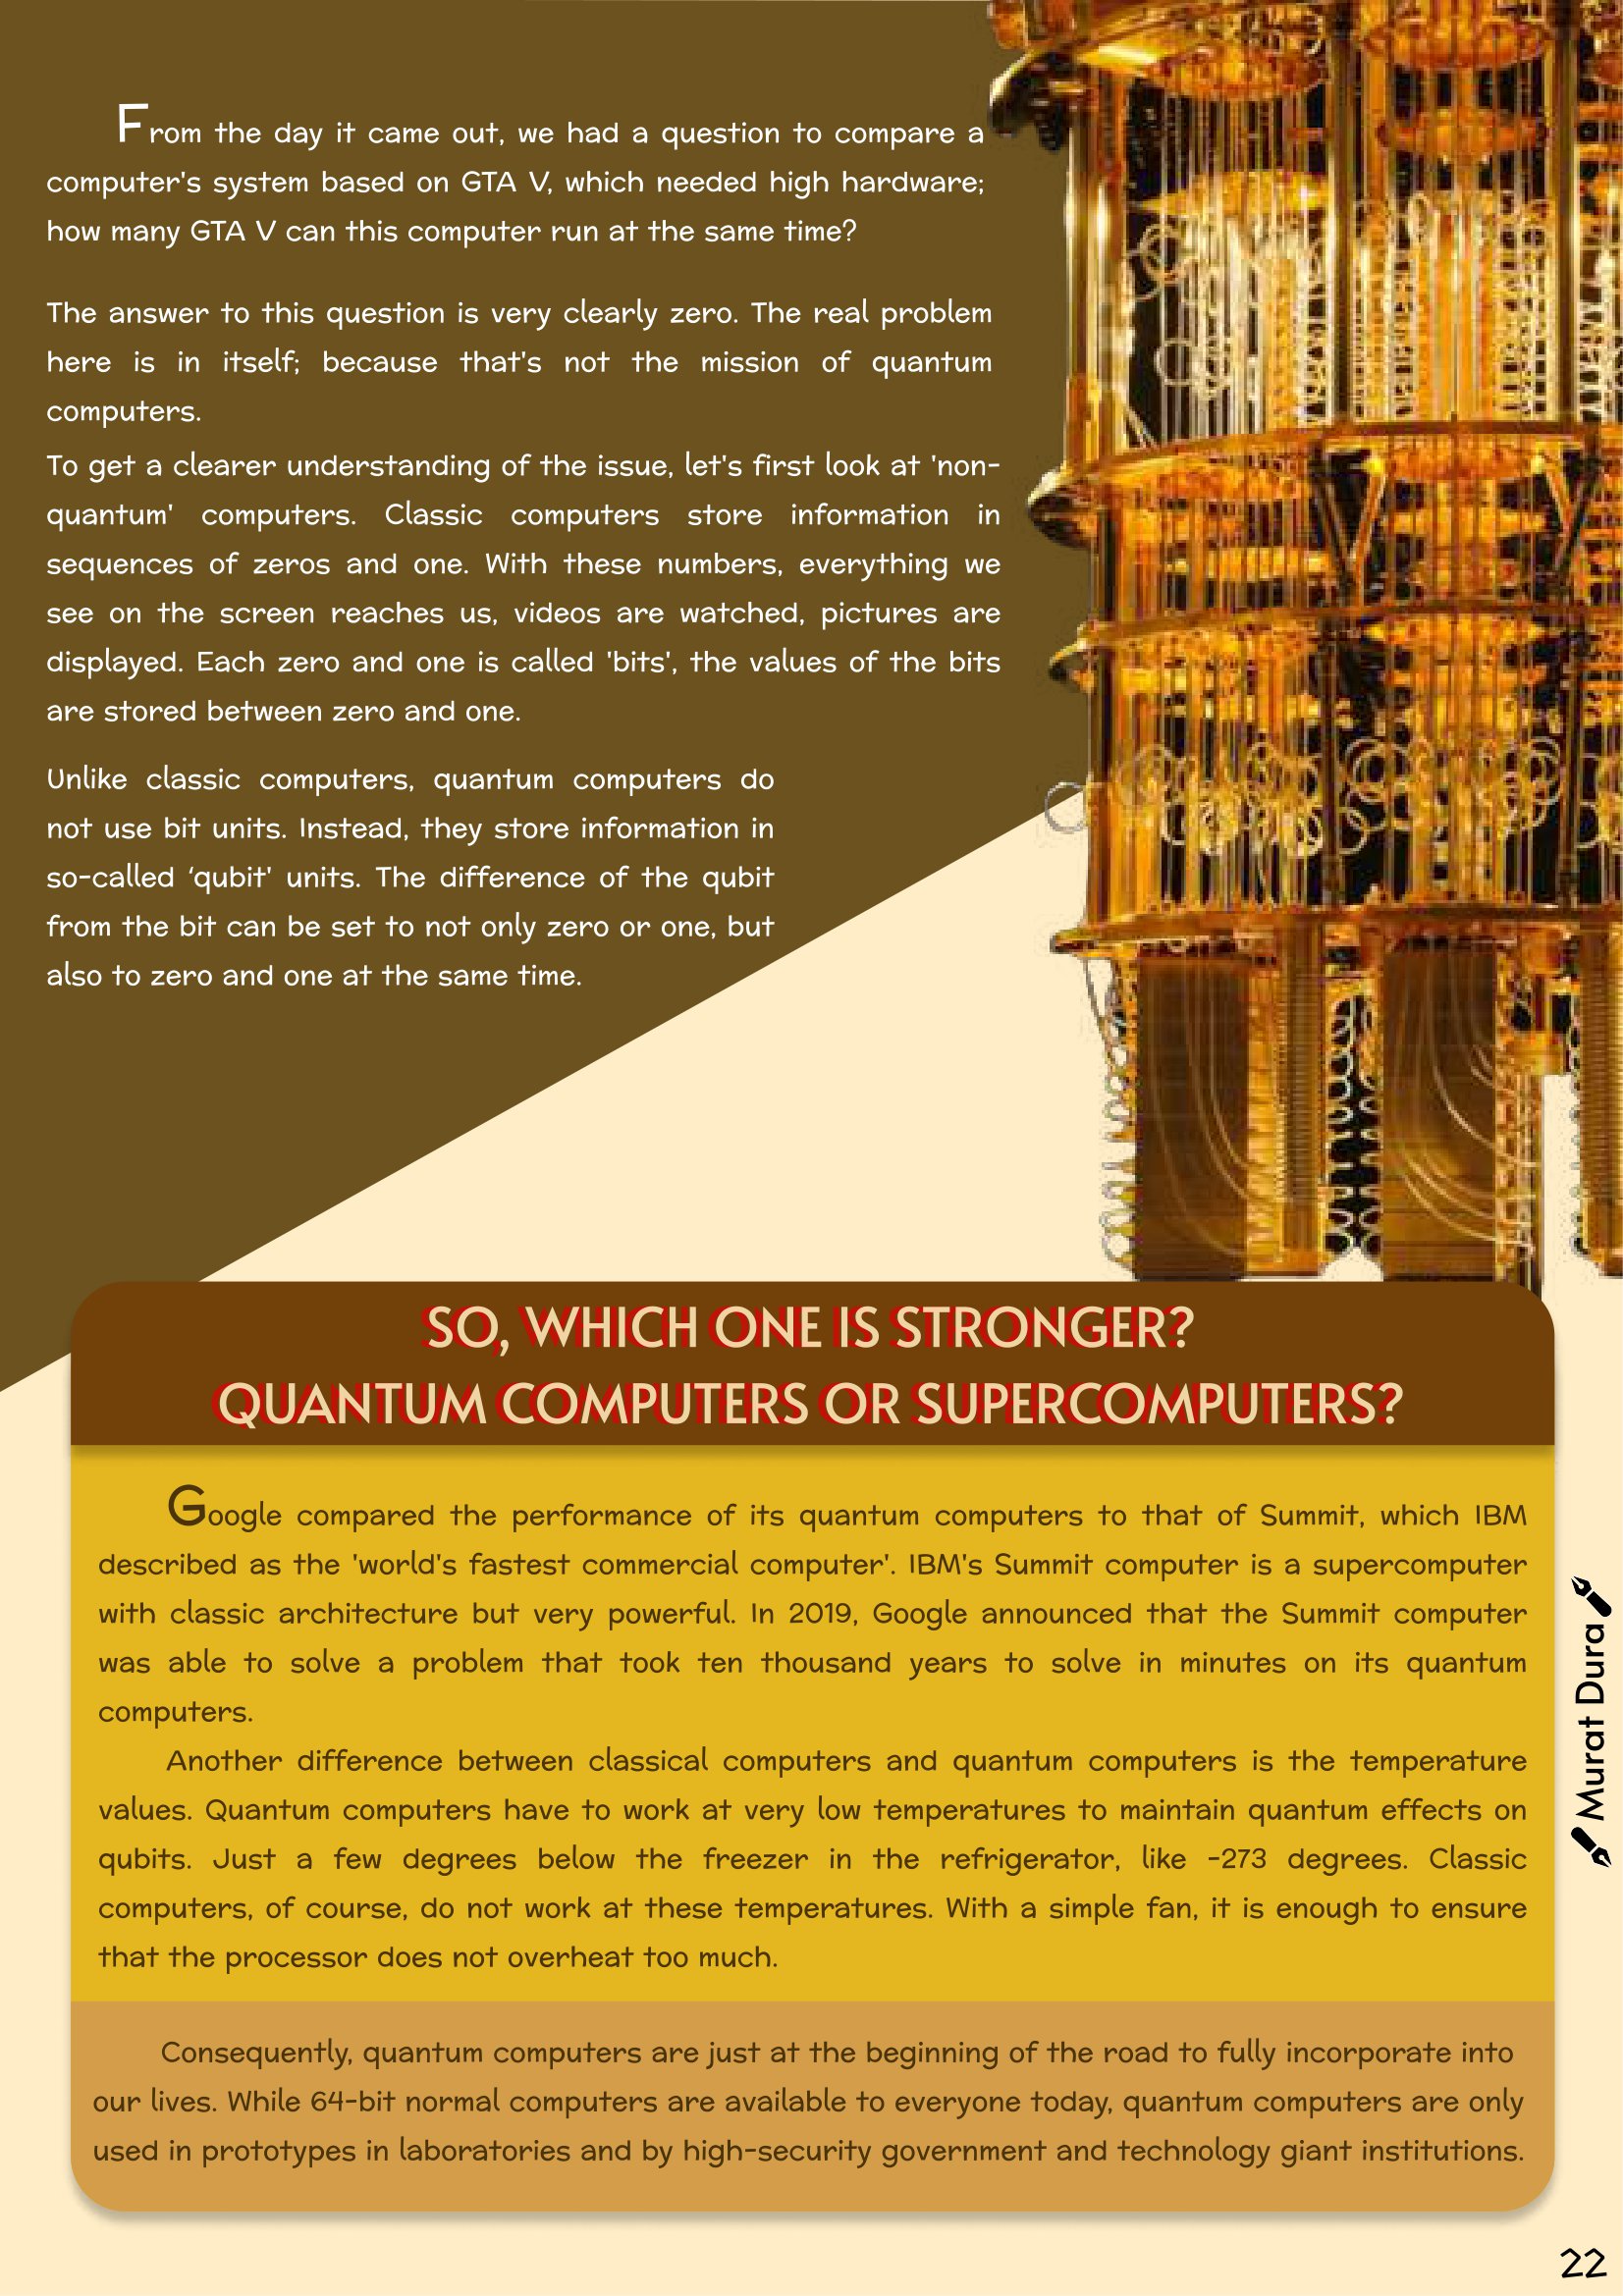 From the day it came out, we had a question to compare a
computer's system based on GTA V, which needed high hardware;
how many GTA V can this computer run at the same time?
The answer to this question is very clearly zero. The real problem
here is in itself; because that's not the mission of quantum
computers.
To get a clearer understanding of the issue, let's first look at 'non-
quantum' computers. Classic computers store information in
sequences of zeros and one. With these numbers, everything we
see on the screen reaches us, videos are watched, pictures are
displayed. Each zero and one is called 'bits', the values of the bits
are stored between zero and one.
Unlike classic computers, quantum computers do
not use bit units. Instead, they store information in
so-called ‘qubit' units. The difference of the qubit
from the bit can be set to not only zero or one, but
also to zero and one at the same time.
SO, WHICH ONE IS STRONGER?
QUANTUM COMPUTERS OR SUPERCOMPUTERS?
Google compared the performance of its quantum computers to that of Summit, which IBM
described as the 'world's fastest commercial computer'. IBM's Summit computer is a supercomputer
with classic architecture but very powerful. In 2019, Google announced that the Summit computer
was able to solve a problem that took ten thousand years to solve in minutes on its quantum
computers.
Another difference between classical computers and quantum computers is the temperature
values. Quantum computers have to work at very low temperatures to maintain quantum effects on
qubits. Just a few degrees below the freezer in the refrigerator, like -273 degrees. Classic
computers, of course, do not work at these temperatures. With a simple fan, it is enough to ensure
that the processor does not overheat too much.
Consequently, quantum computers are just at the beginning of the road to fully incorporate into
our lives. While 64-bit normal computers are available to everyone today, quantum computers are only
used in prototypes in laboratories and by high-security government and technology giant institutions.
Murat Dura
22